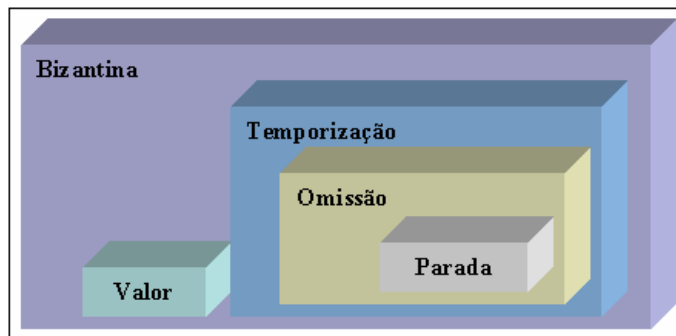 Bizantina
Temporização
Omissão
Parada
Valor